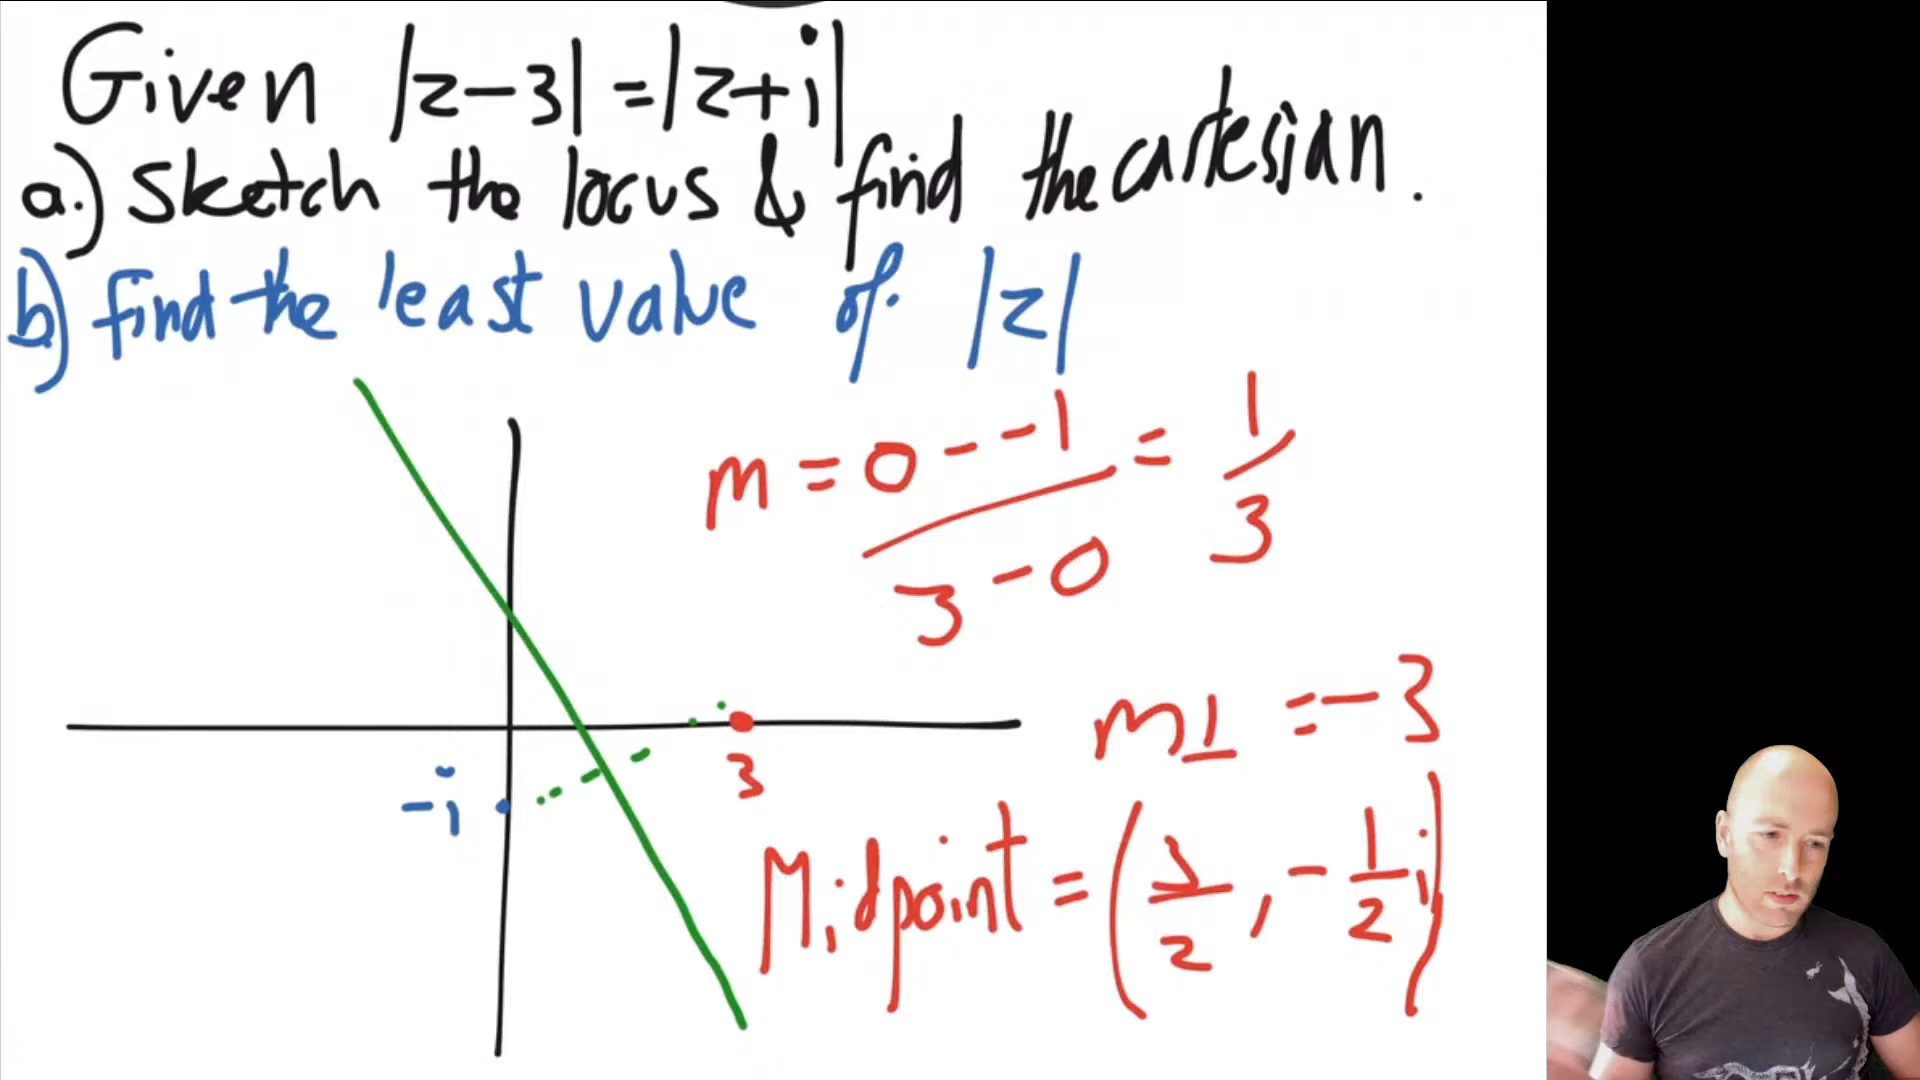 Given |z-3| = |z+i|
a.) Sketch the locus & find the cartesian.
b) find the least value of |z|
m = 0 - -1 / 3 - 0 = 1/3
m⊥ = -3
3
-i
Midpoint = (3/2, -1/2 i)